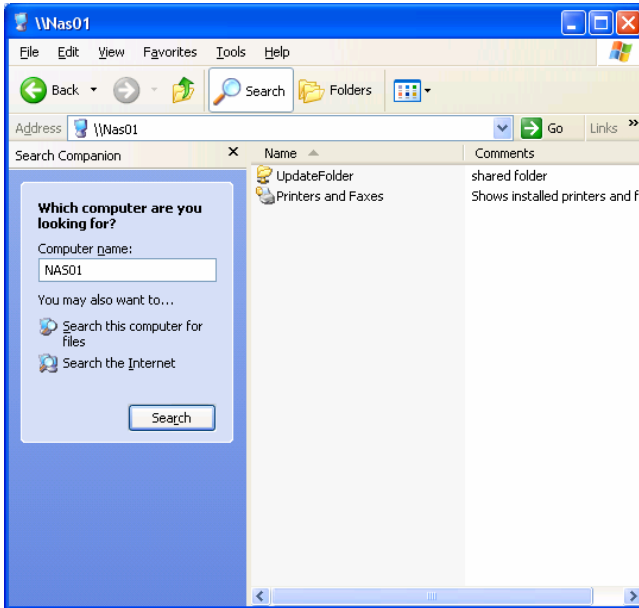 \\Nas01
File Edit View Favorites Tools Help
Back Search Folders
Address \\Nas01 Go Links »
Search Companion × Name Comments
UpdateFolder shared folder
Printers and Faxes Shows installed printers and f
Which computer are you
looking for?
Computer name:
NAS01
You may also want to...
Search this computer for
files
Search the Internet
Search